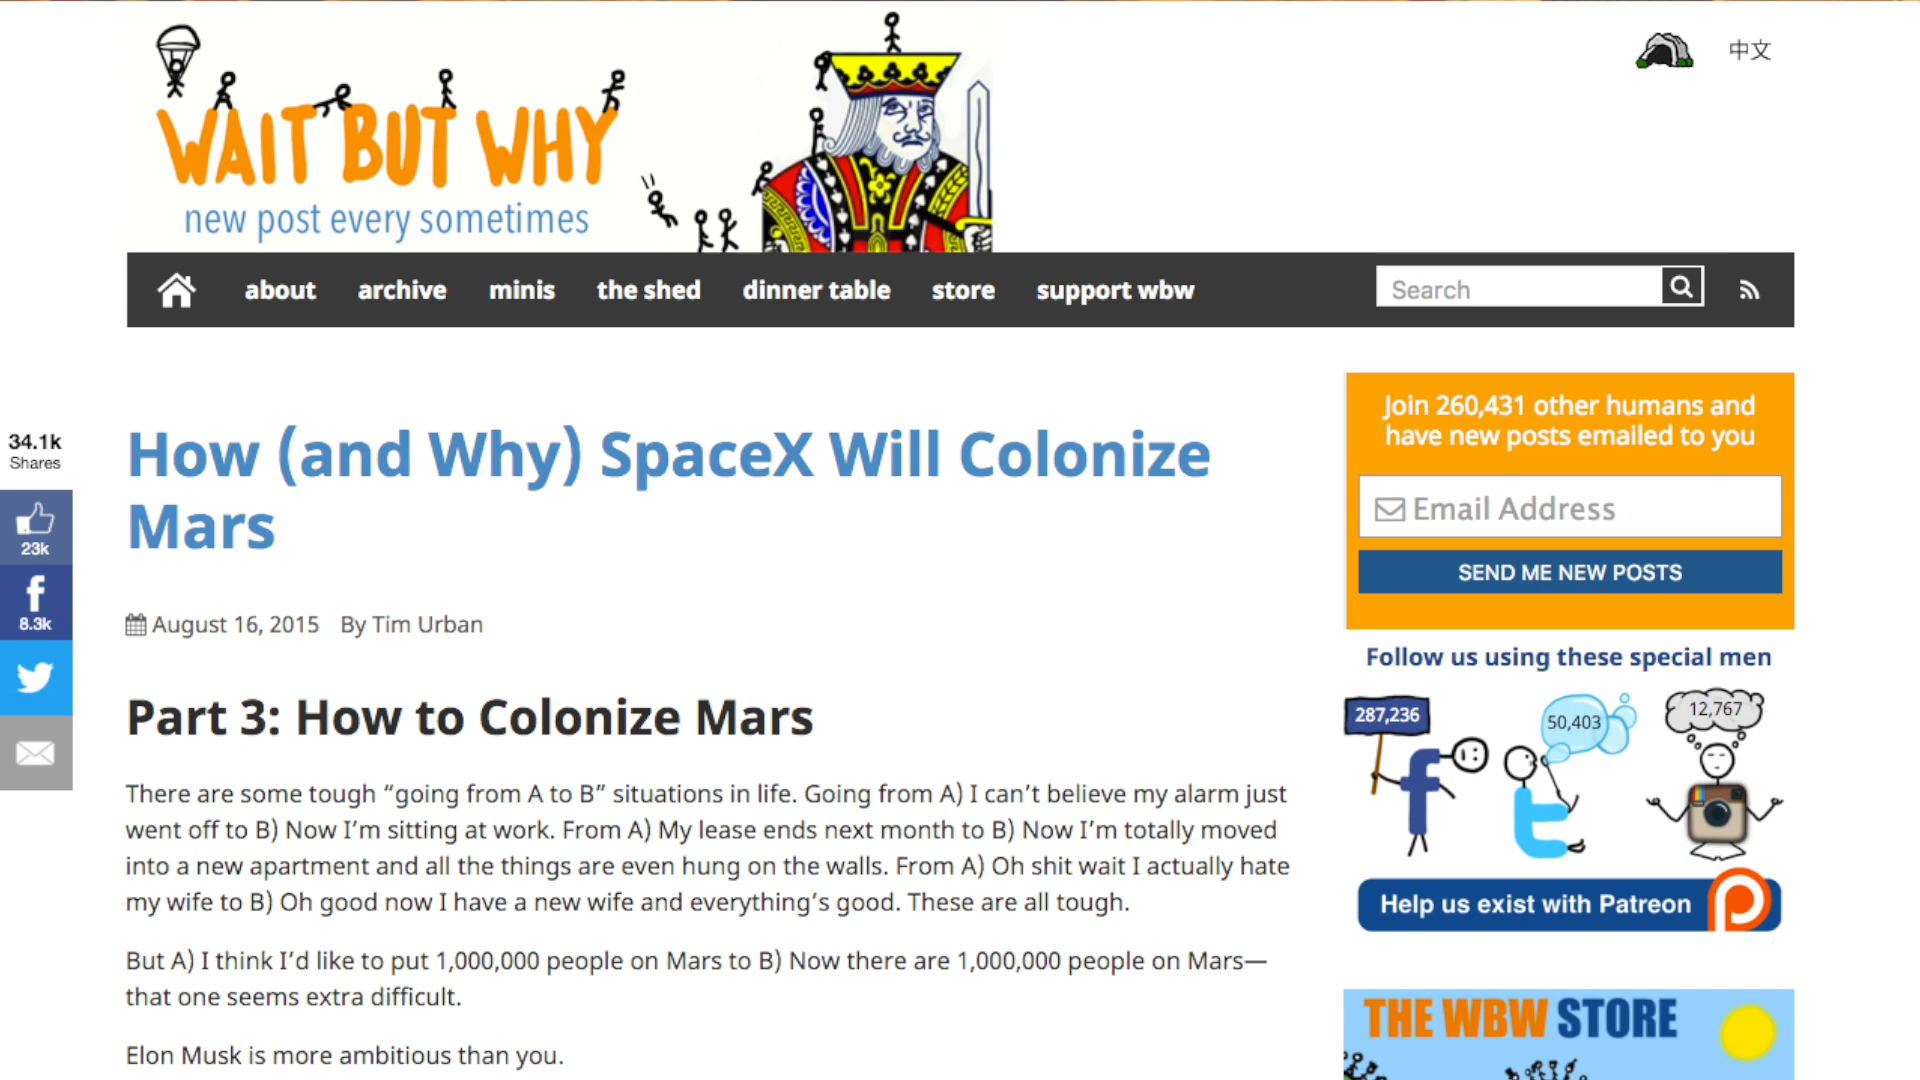 中文
WAIT BUT WHY
new post every sometimes
about archive minis the shed dinner table store support wbw Search
34.1k
Shares
23k
8.3k
How (and Why) SpaceX Will Colonize
Mars
August 16, 2015 By Tim Urban
Part 3: How to Colonize Mars
There are some tough “going from A to B” situations in life. Going from A) I can’t believe my alarm just
went off to B) Now I’m sitting at work. From A) My lease ends next month to B) Now I’m totally moved
into a new apartment and all the things are even hung on the walls. From A) Oh shit wait I actually hate
my wife to B) Oh good now I have a new wife and everything’s good. These are all tough.
But A) I think I’d like to put 1,000,000 people on Mars to B) Now there are 1,000,000 people on Mars—
that one seems extra difficult.
Elon Musk is more ambitious than you.
Join 260,431 other humans and
have new posts emailed to you
Email Address
SEND ME NEW POSTS
Follow us using these special men
287,236 50,403 12,767
Help us exist with Patreon
THE WBW STORE